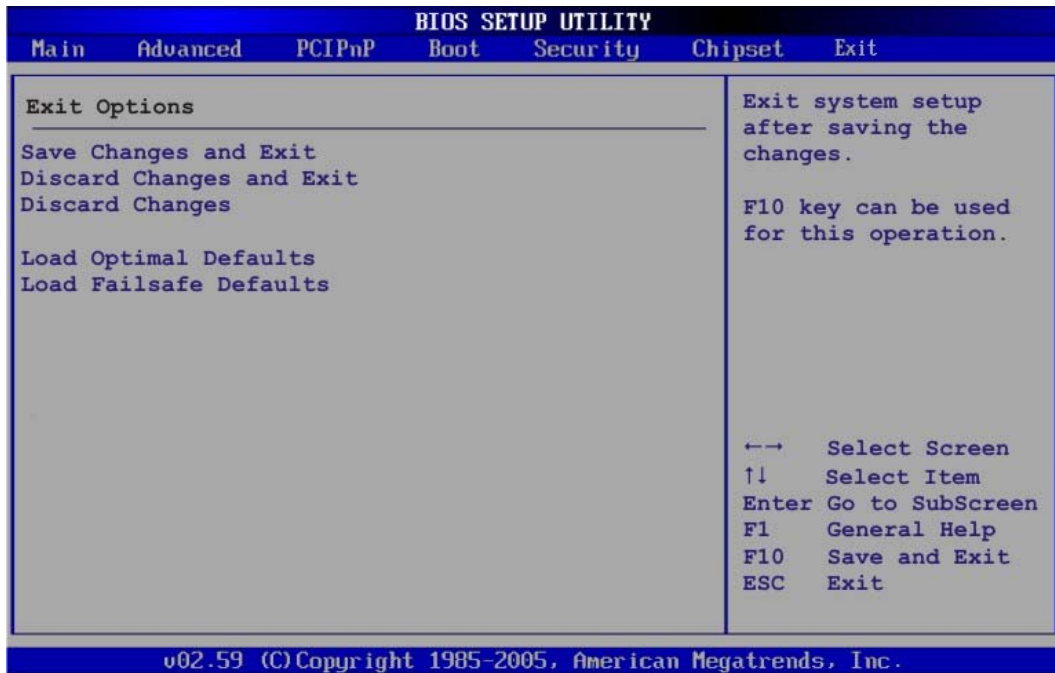 BIOS SETUP UTILITY
Main Advanced PCIPnP Boot Security Chipset Exit
Exit Options
Save Changes and Exit
Discard Changes and Exit
Discard Changes
Load Optimal Defaults
Load Failsafe Defaults
Exit system setup
after saving the
changes.
F10 key can be used
for this operation.
←→ Select Screen
↑↓ Select Item
Enter Go to SubScreen
F1 General Help
F10 Save and Exit
ESC Exit
v02.59 (C)Copyright 1985-2005, American Megatrends, Inc.